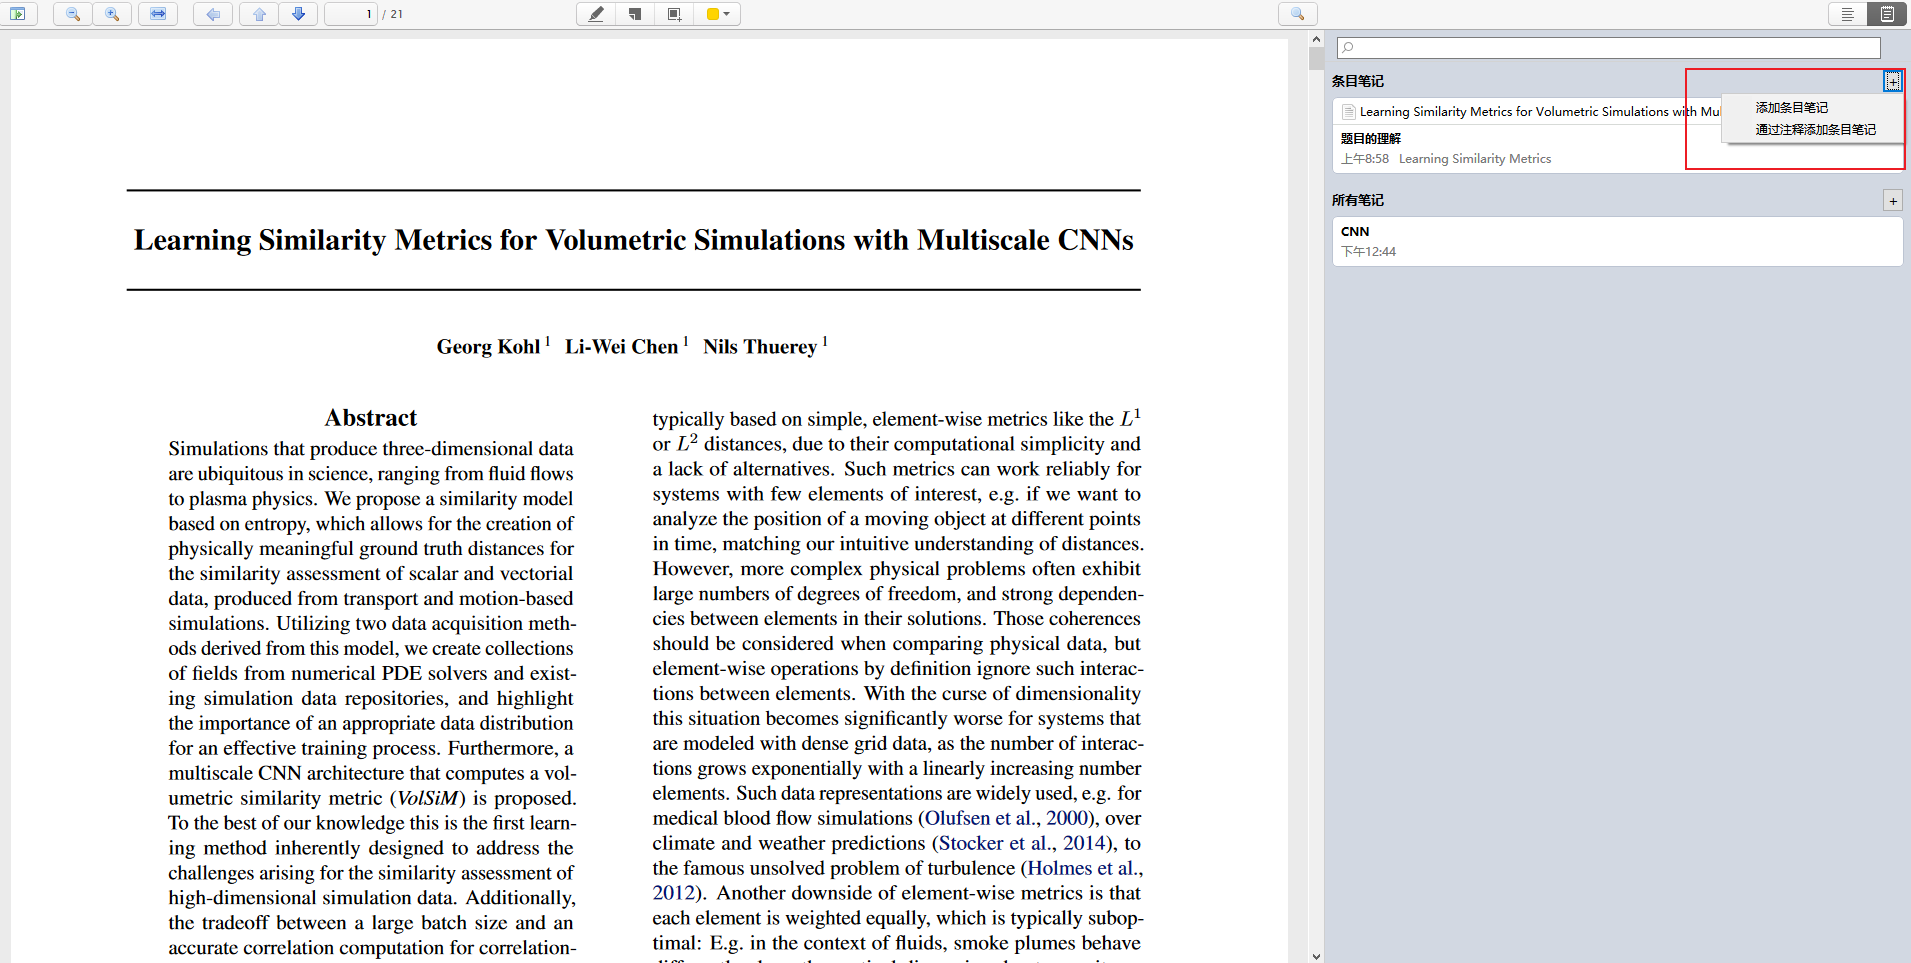 1 / 21
Learning Similarity Metrics for Volumetric Simulations with Multiscale CNNs
Georg Kohl 1 Li-Wei Chen 1 Nils Thuerey 1
Abstract
Simulations that produce three-dimensional data
are ubiquitous in science, ranging from fluid flows
to plasma physics. We propose a similarity model
based on entropy, which allows for the creation of
physically meaningful ground truth distances for
the similarity assessment of scalar and vectorial
data, produced from transport and motion-based
simulations. Utilizing two data acquisition meth-
ods derived from this model, we create collections
of fields from numerical PDE solvers and exist-
ing simulation data repositories, and highlight
the importance of an appropriate data distribution
for an effective training process. Furthermore, a
multiscale CNN architecture that computes a vol-
umetric similarity metric (VolSiM) is proposed.
To the best of our knowledge this is the first learn-
ing method inherently designed to address the
challenges arising for the similarity assessment of
high-dimensional simulation data. Additionally,
the tradeoff between a large batch size and an
accurate correlation computation for correlation-
typically based on simple, element-wise metrics like the L1
or L2 distances, due to their computational simplicity and
a lack of alternatives. Such metrics can work reliably for
systems with few elements of interest, e.g. if we want to
analyze the position of a moving object at different points
in time, matching our intuitive understanding of distances.
However, more complex physical problems often exhibit
large numbers of degrees of freedom, and strong dependen-
cies between elements in their solutions. Those coherences
should be considered when comparing physical data, but
element-wise operations by definition ignore such interac-
tions between elements. With the curse of dimensionality
this situation becomes significantly worse for systems that
are modeled with dense grid data, as the number of interac-
tions grows exponentially with a linearly increasing number
elements. Such data representations are widely used, e.g. for
medical blood flow simulations (Olufsen et al., 2000), over
climate and weather predictions (Stocker et al., 2014), to
the famous unsolved problem of turbulence (Holmes et al.,
2012). Another downside of element-wise metrics is that
each element is weighted equally, which is typically subop-
timal: E.g. in the context of fluids, smoke plumes behave
条目笔记
+
添加条目笔记
通过注释添加条目笔记
Learning Similarity Metrics for Volumetric Simulations with Mul
题目的理解
上午8:58 Learning Similarity Metrics
所有笔记
+
CNN
下午12:44